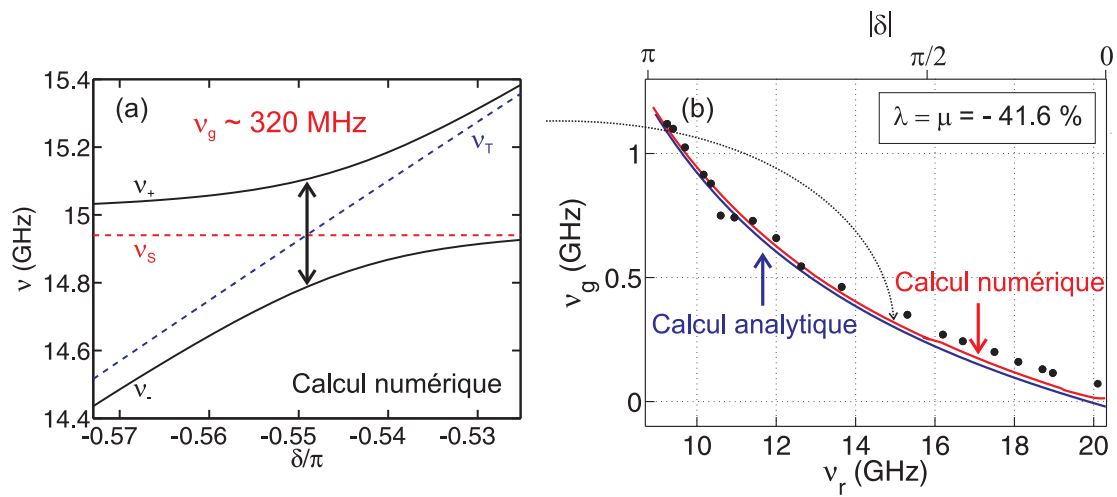 (a)
ν_g ~ 320 MHz
ν_T
ν_+
ν_S
ν_-
Calcul numérique
ν (GHz)
15.4
15.2
15
14.8
14.6
14.4
-0.57 -0.56 -0.55 -0.54 -0.53
δ/π
|δ|
π π/2 0
(b)
λ = μ = - 41.6 %
Calcul numérique
Calcul analytique
ν_g (GHz)
1
0.5
0
10 12 14 16 18 20
ν_r (GHz)